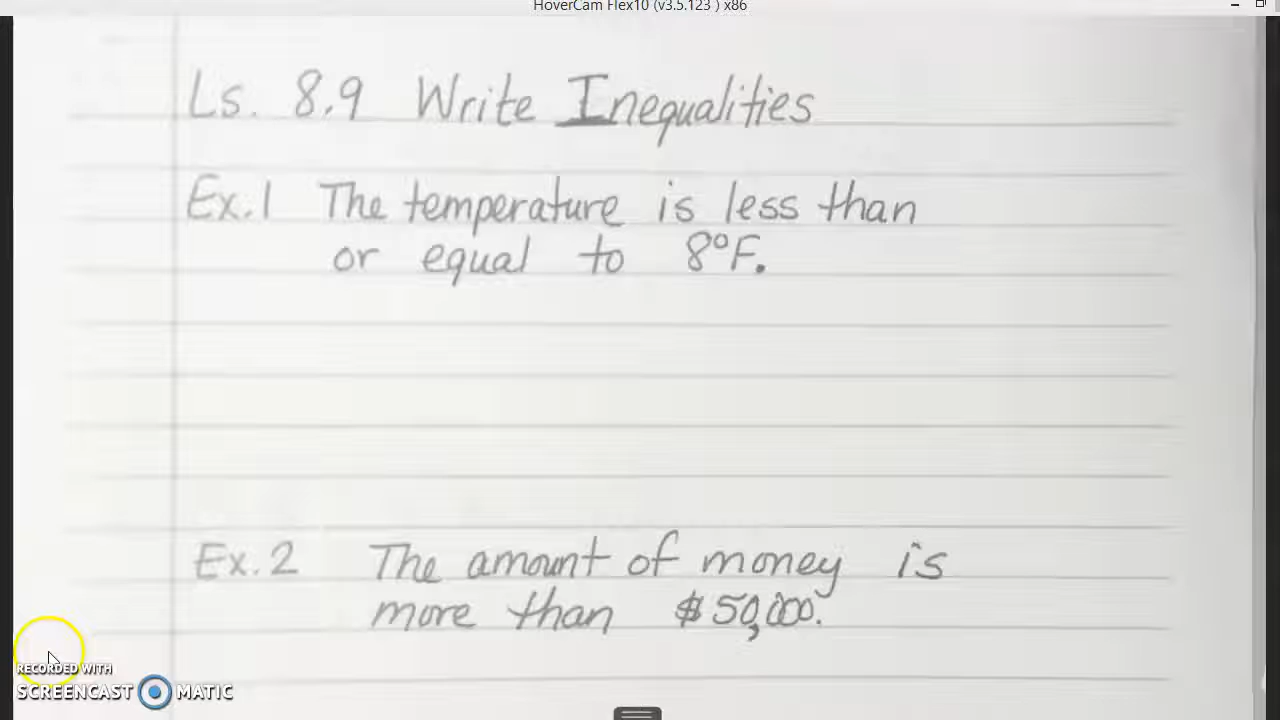 HoverCam Flex10 (v3.5.123 ) x86
Ls. 8.9 Write Inequalities
Ex.1 The temperature is less than
or equal to 8°F.
Ex.2 The amount of money is
more than $50,000.
RECORDED WITH
SCREENCAST MATIC